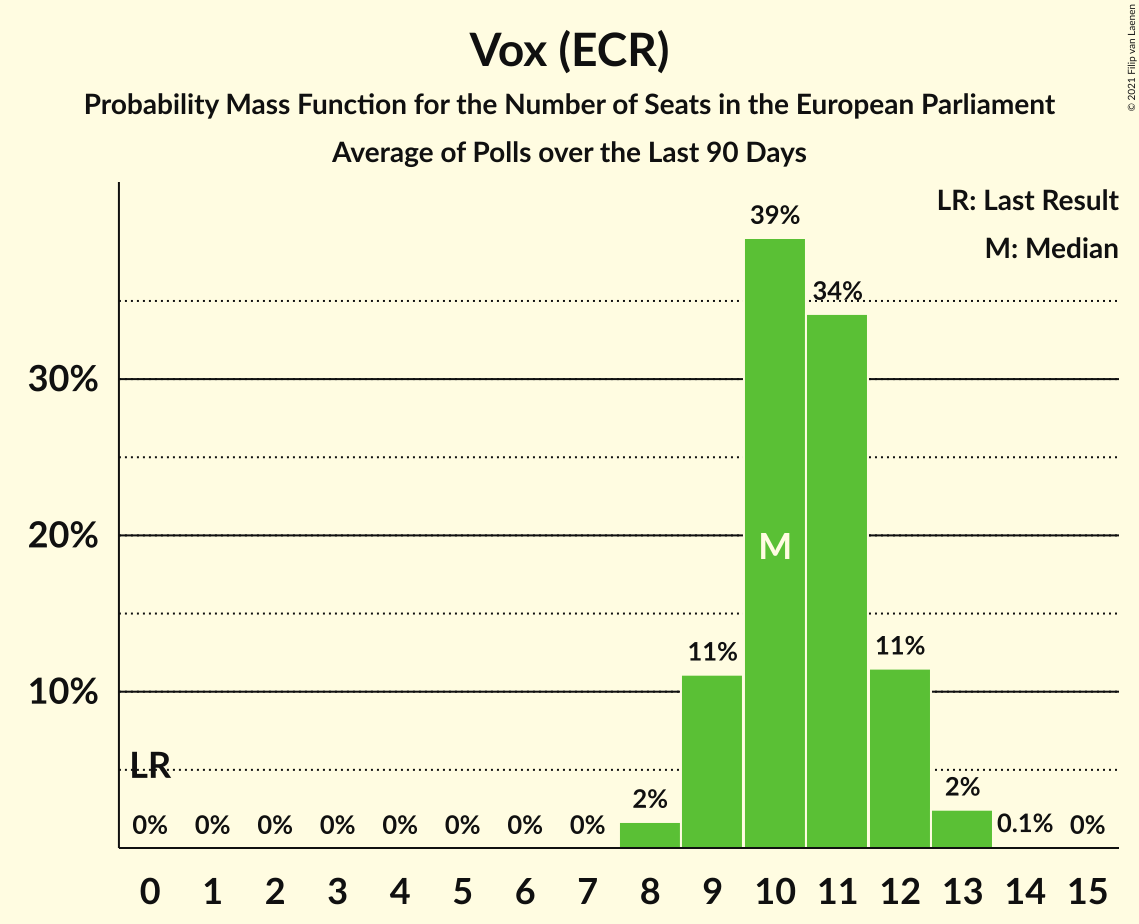 Vox (ECR)
Probability Mass Function for the Number of Seats in the European Parliament
Average of Polls over the Last 90 Days
© 2021 Filip van Laenen
LR: Last Result
M: Median
39%
34%
30%
20%
M
11%
11%
10%
LR
2%
2%
0% 0% 0% 0% 0% 0% 0% 0% 0.1% 0%
0 1 2 3 4 5 6 7 8 9 10 11 12 13 14 15